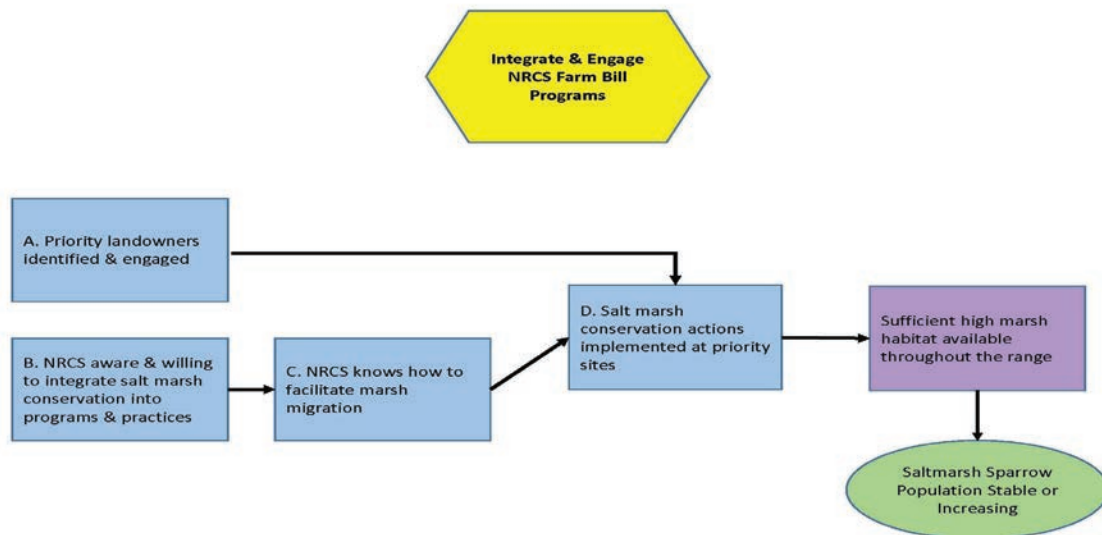 Integrate & Engage
NRCS Farm Bill
Programs
A. Priority landowners
identified & engaged
B. NRCS aware & willing
to integrate salt marsh
conservation into
programs & practices
C. NRCS knows how to
facilitate marsh
migration
D. Salt marsh
conservation actions
implemented at priority
sites
Sufficient high marsh
habitat available
throughout the range
Saltmarsh Sparrow
Population Stable or
Increasing